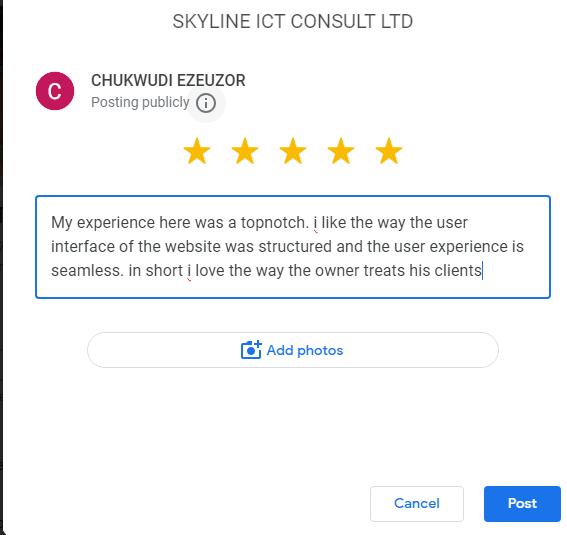 SKYLINE ICT CONSULT LTD
C
CHUKWUDI EZEUZOR
Posting publicly
My experience here was a topnotch. i like the way the user
interface of the website was structured and the user experience is
seamless. in short i love the way the owner treats his clients
Add photos
Cancel
Post